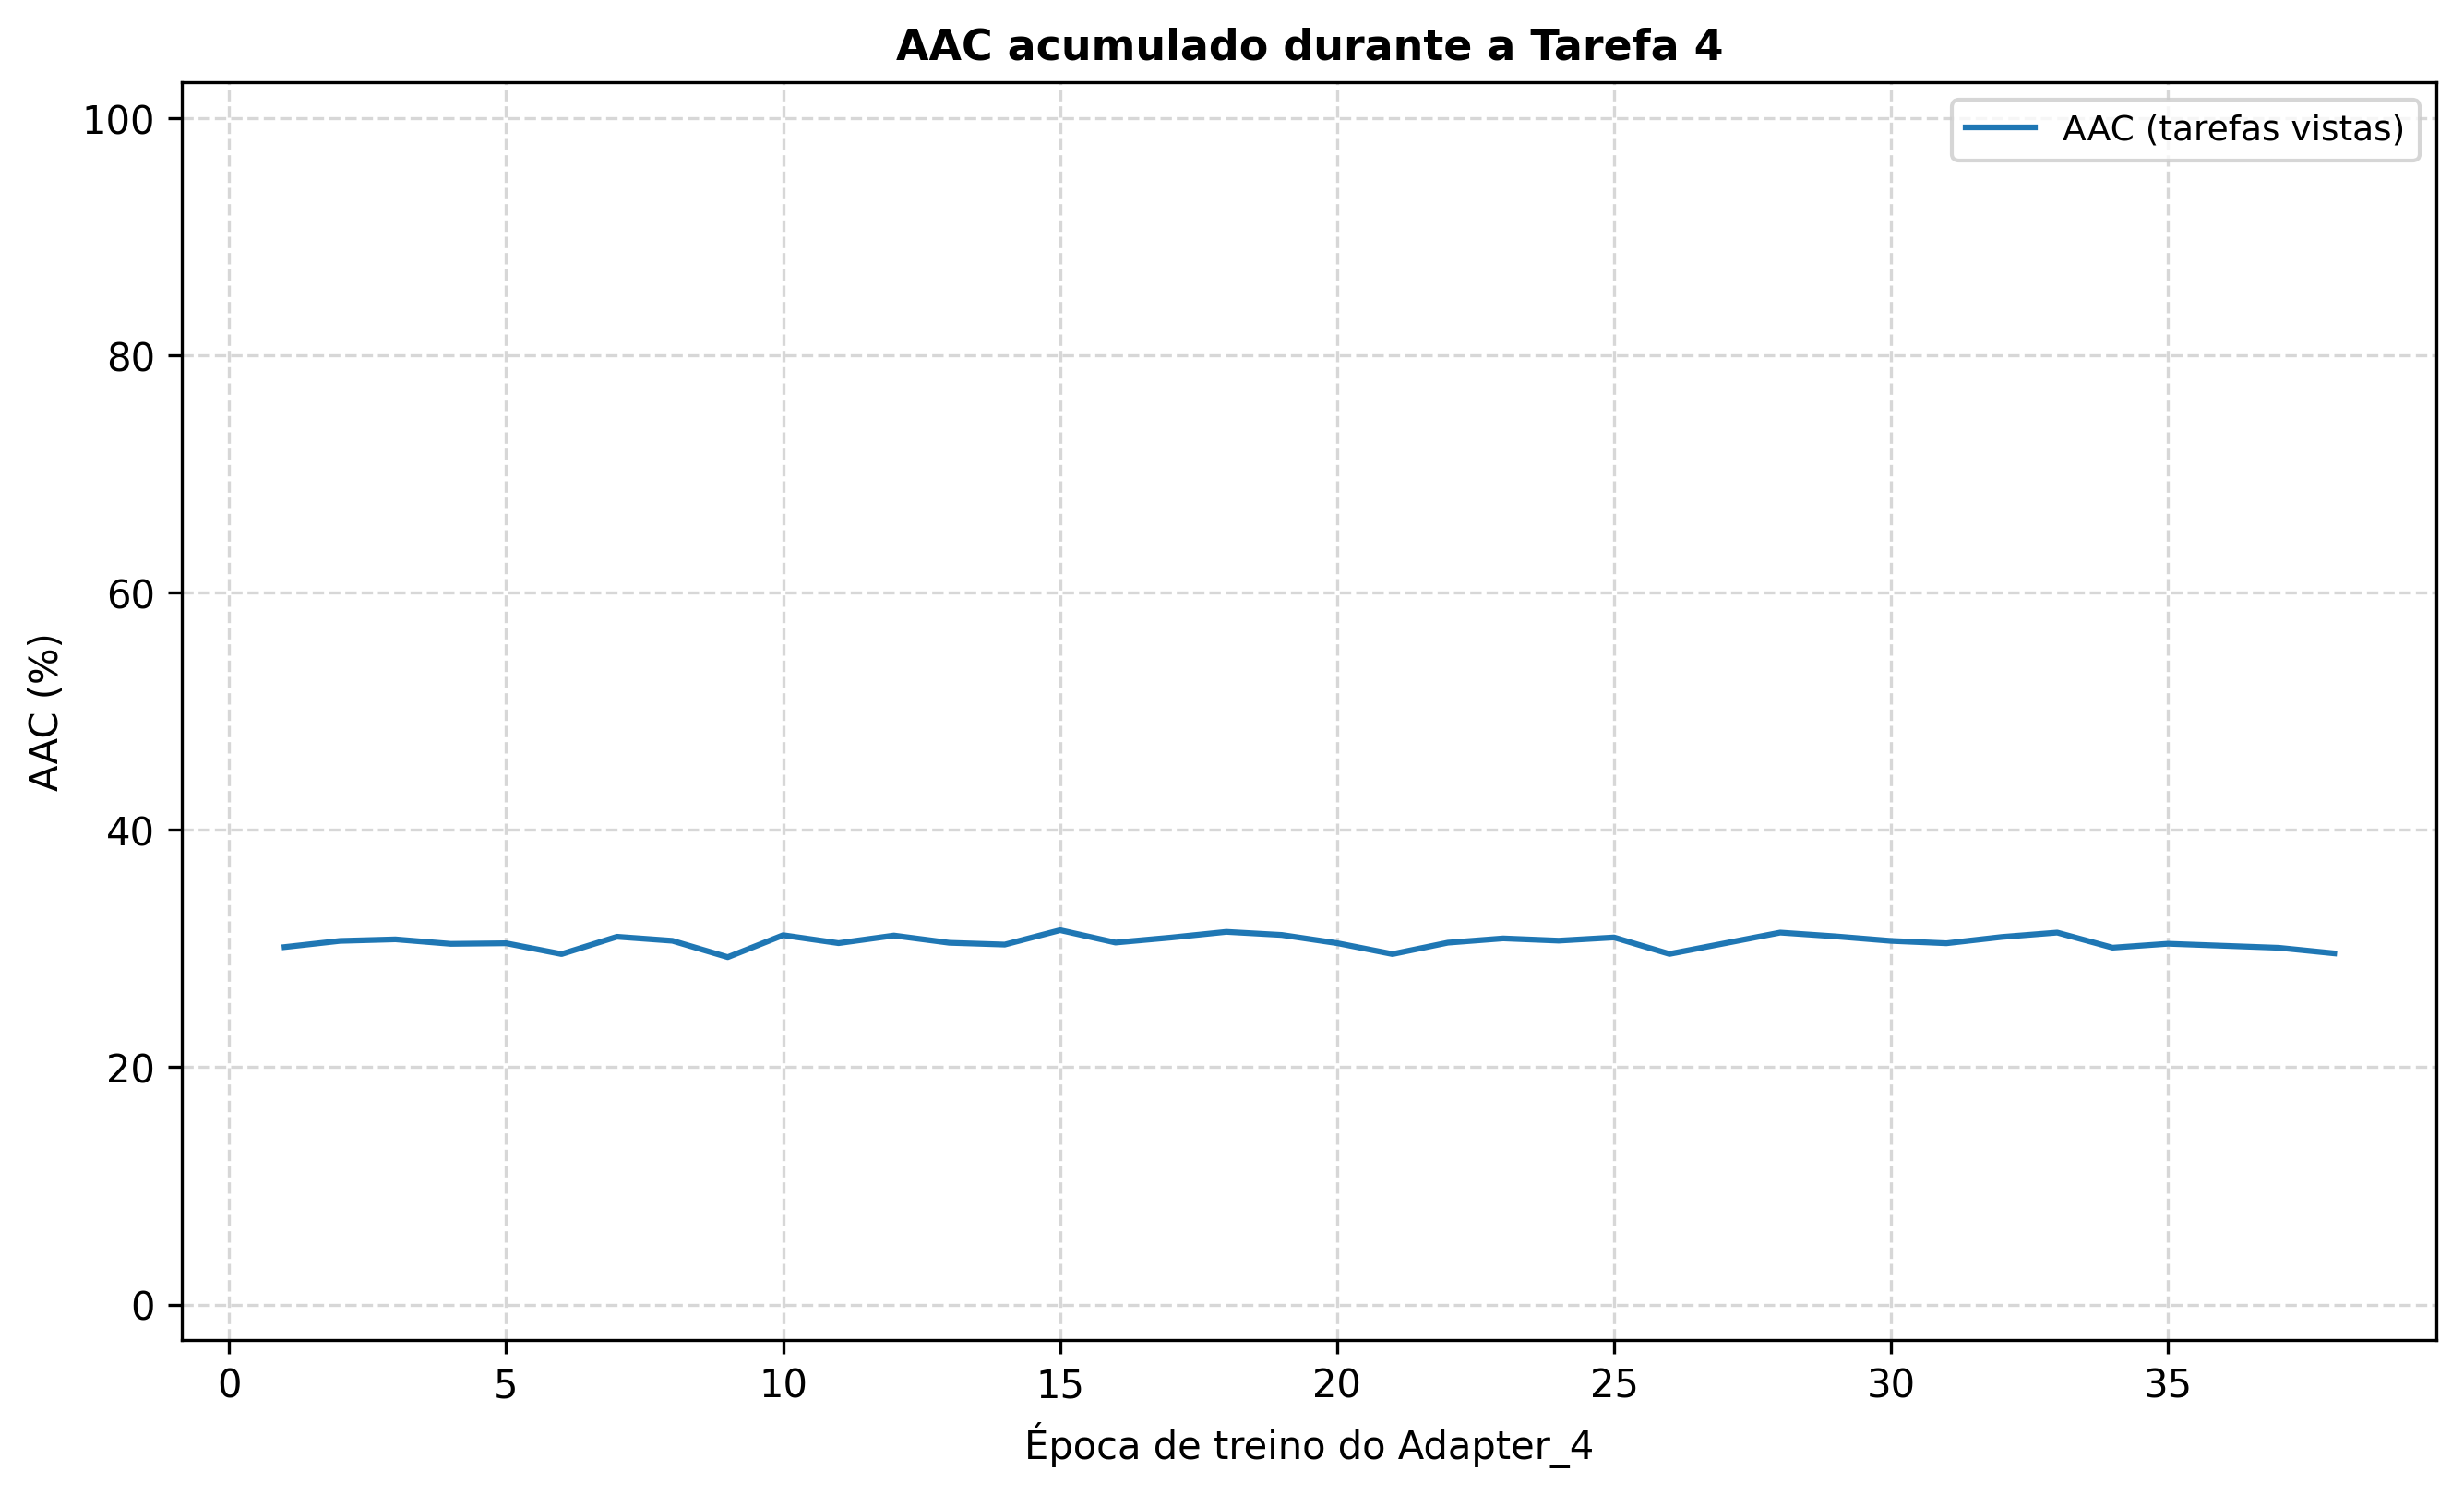 AAC acumulado durante a Tarefa 4
AAC (tarefas vistas)
AAC (%)
100
80
60
40
20
0
0 5 10 15 20 25 30 35
Época de treino do Adapter_4